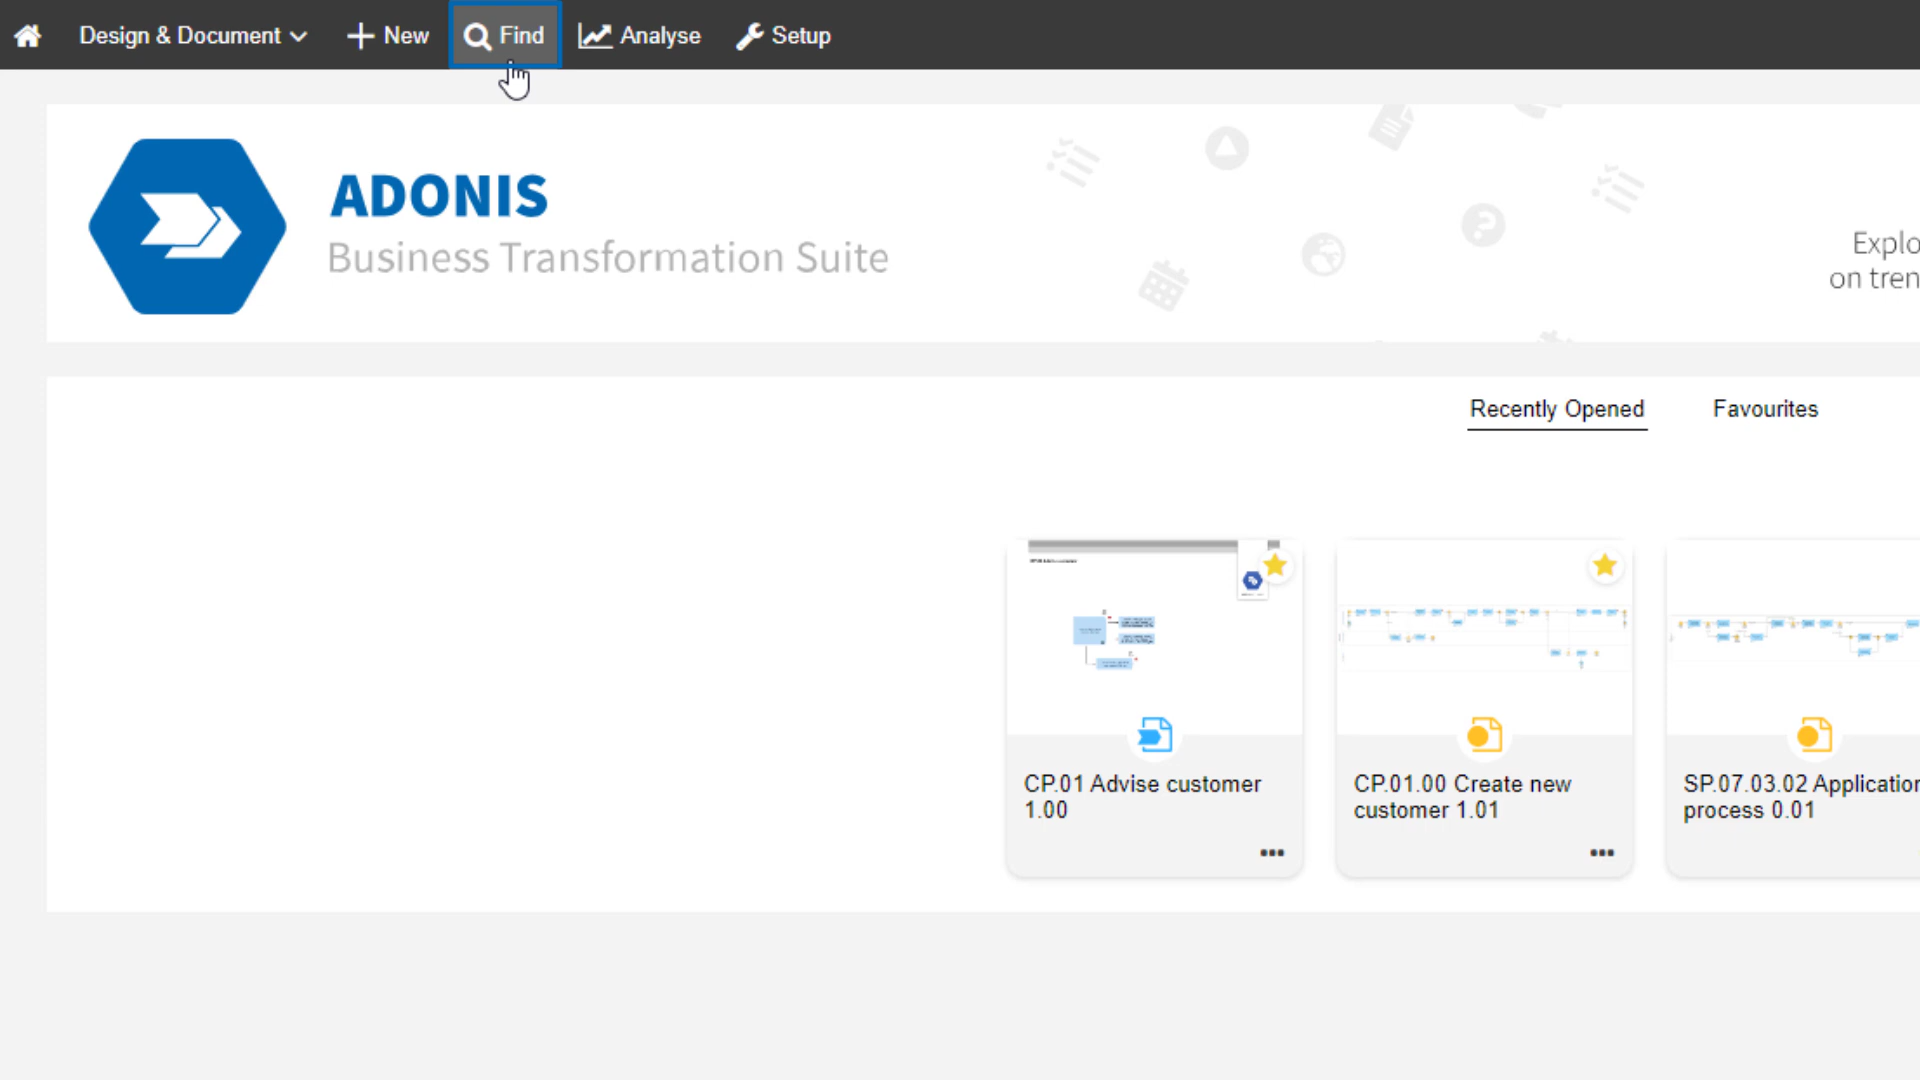 Design & Document
New
Find
Analyse
Setup
ADONIS
Business Transformation Suite
Explo
on tren
Recently Opened
Favourites
CP.01 Advise customer
1.00
CP.01.00 Create new
customer 1.01
SP.07.03.02 Application
process 0.01